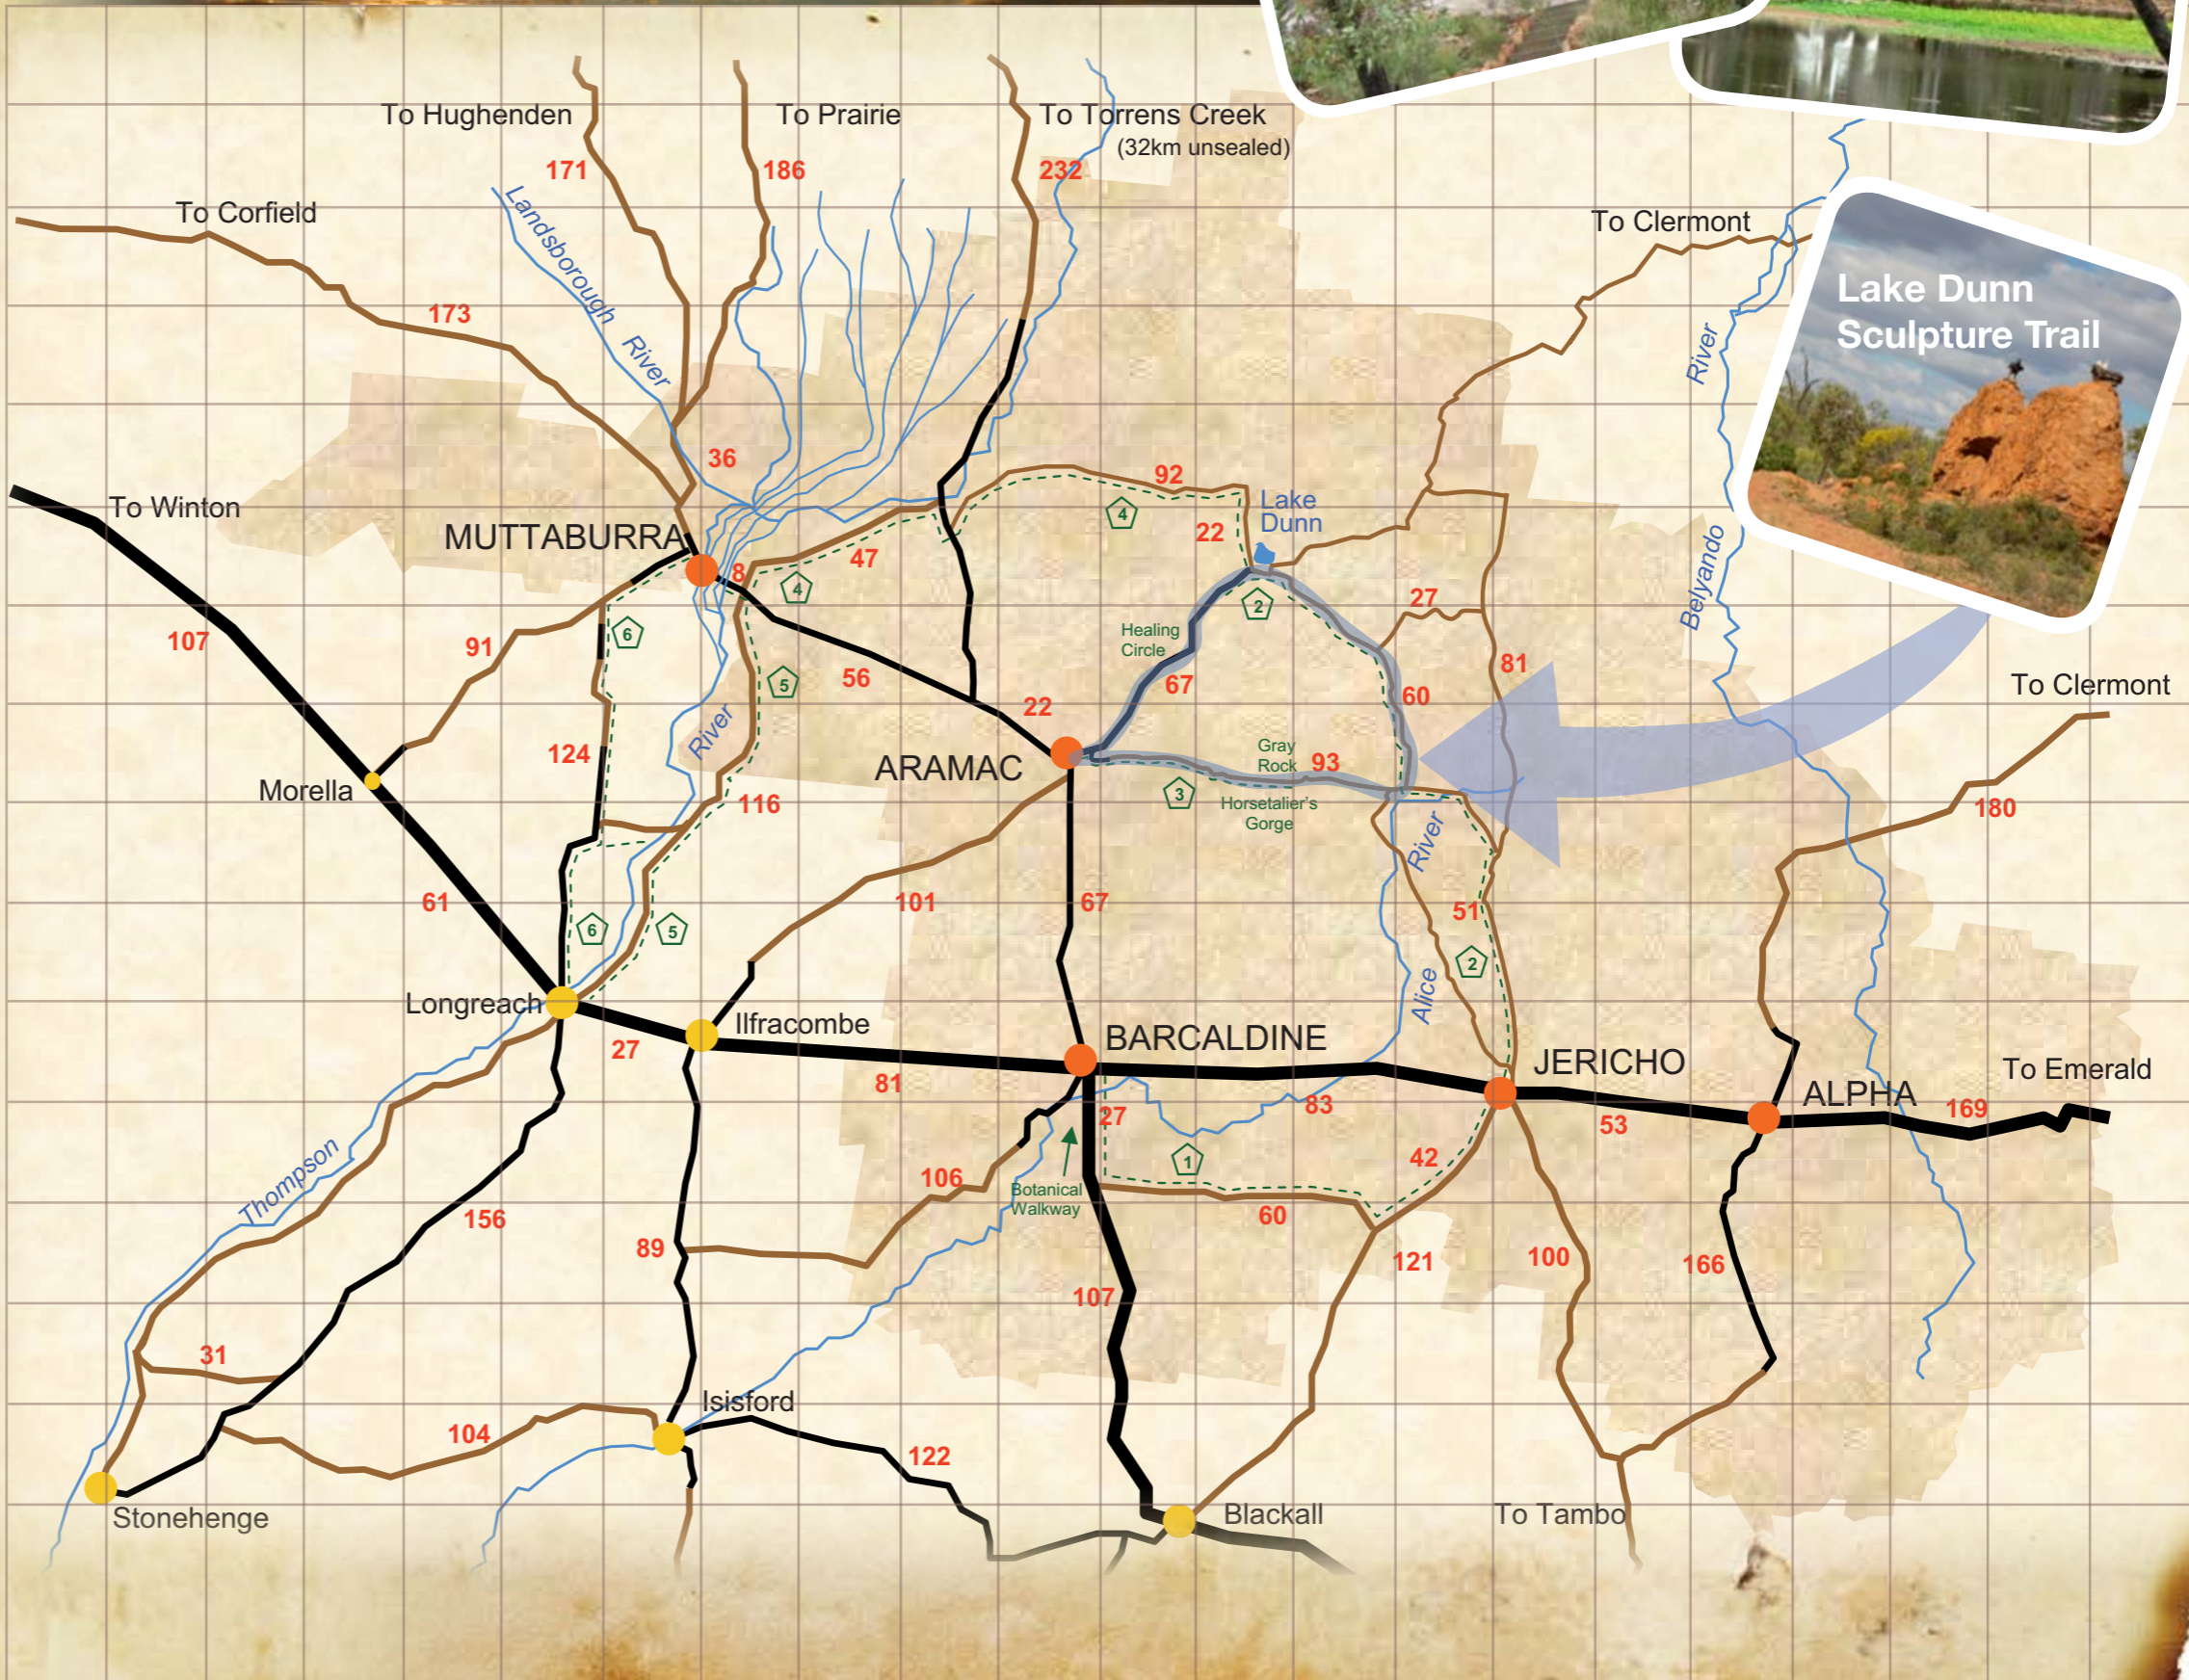 To Hughenden
To Prairie
To Torrens Creek
(32km unsealed)
171
186
232
To Corfield
To Clermont
Landsborough River
173
Lake Dunn
Sculpture Trail
River
36
92
To Winton
MUTTABURRA
4
Lake
Dunn
22
47
8
4
2
Belyando
27
107
91
6
Healing
Circle
5
56
67
81
60
To Clermont
22
River
124
ARAMAC
Gray
Rock
93
Morella
116
3
Horsetalier's
Gorge
180
River
61
101
67
51
6
5
2
Alice
Longreach
Ilfracombe
BARCALDINE
JERICHO
To Emerald
27
81
27
83
ALPHA
169
53
Thompson
106
1
42
Botanical
Walkway
156
60
89
121
100
166
107
31
Isisford
104
122
Stonehenge
Blackall
To Tambo